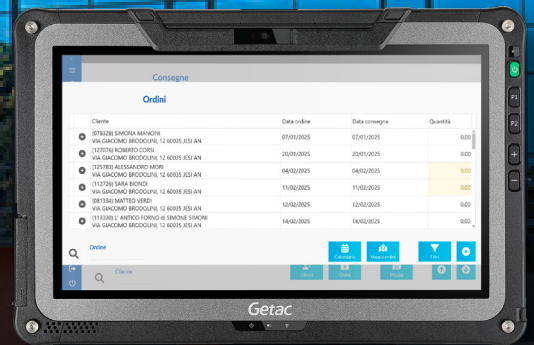 Consegne
Ordini
Cliente Data ordine Data consegna Quantità
[078328] SIMONA MANCINI 07/01/2025 07/01/2025 0,00
VIA GIACOMO BRODOLINI, 12 60035 JESI AN
[127076] ROBERTO CORSI 20/01/2025 20/01/2025 0,00
VIA GIACOMO BRODOLINI, 12 60035 JESI AN
[125783] ALESSANDRO MORI 04/02/2025 04/02/2025 0,00
VIA GIACOMO BRODOLINI, 12 60035 JESI AN
[112726] SARA BIONDI 11/02/2025 11/02/2025 0,00
VIA GIACOMO BRODOLINI, 12 60035 JESI AN
[081334] MATTEO VERDI 12/02/2025 12/02/2025 0,00
VIA GIACOMO BRODOLINI, 12 60035 JESI AN
[113330] L' ANTICO FORNO di SIMONE SIMONI 14/02/2025 14/02/2025 0,00
VIA GIACOMO BRODOLINI, 12 60035 JESI AN
Ordine
Calendario Mappa ordini Filtri
Cliente
Ordini Mappa
Getac
P1
P2